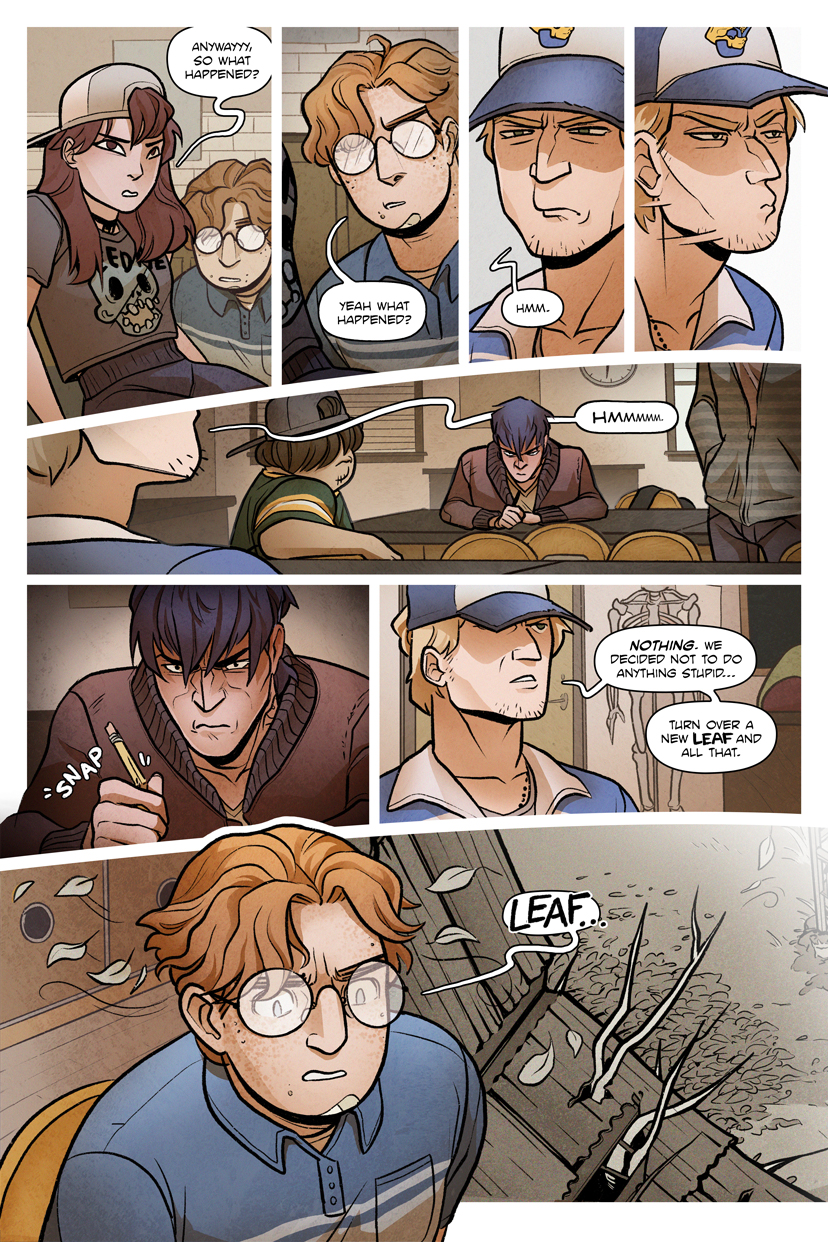 ANYWAYYY,
SO WHAT
HAPPENED?
YEAH WHAT
HAPPENED?
HMM.
HMMMMMM.
SNAP
NOTHING. WE
DECIDED NOT TO DO
ANYTHING STUPID...
TURN OVER A
NEW LEAF AND
ALL THAT.
LEAF...